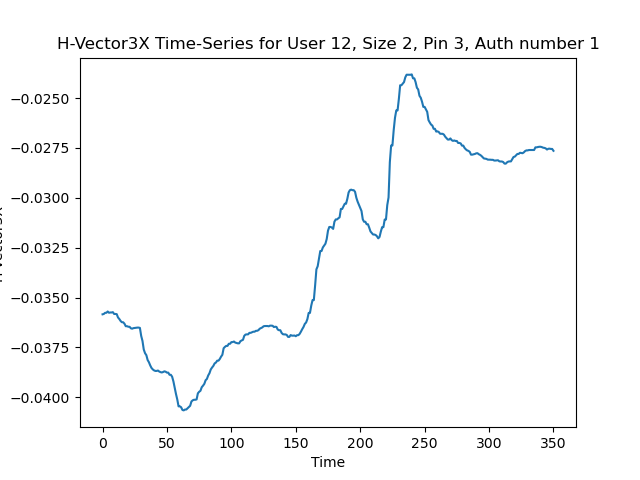 H-Vector3X Time-Series for User 12, Size 2, Pin 3, Auth number 1
−0.0250
−0.0275
−0.0300
−0.0325
−0.0350
−0.0375
−0.0400
0 50 100 150 200 250 300 350
Time